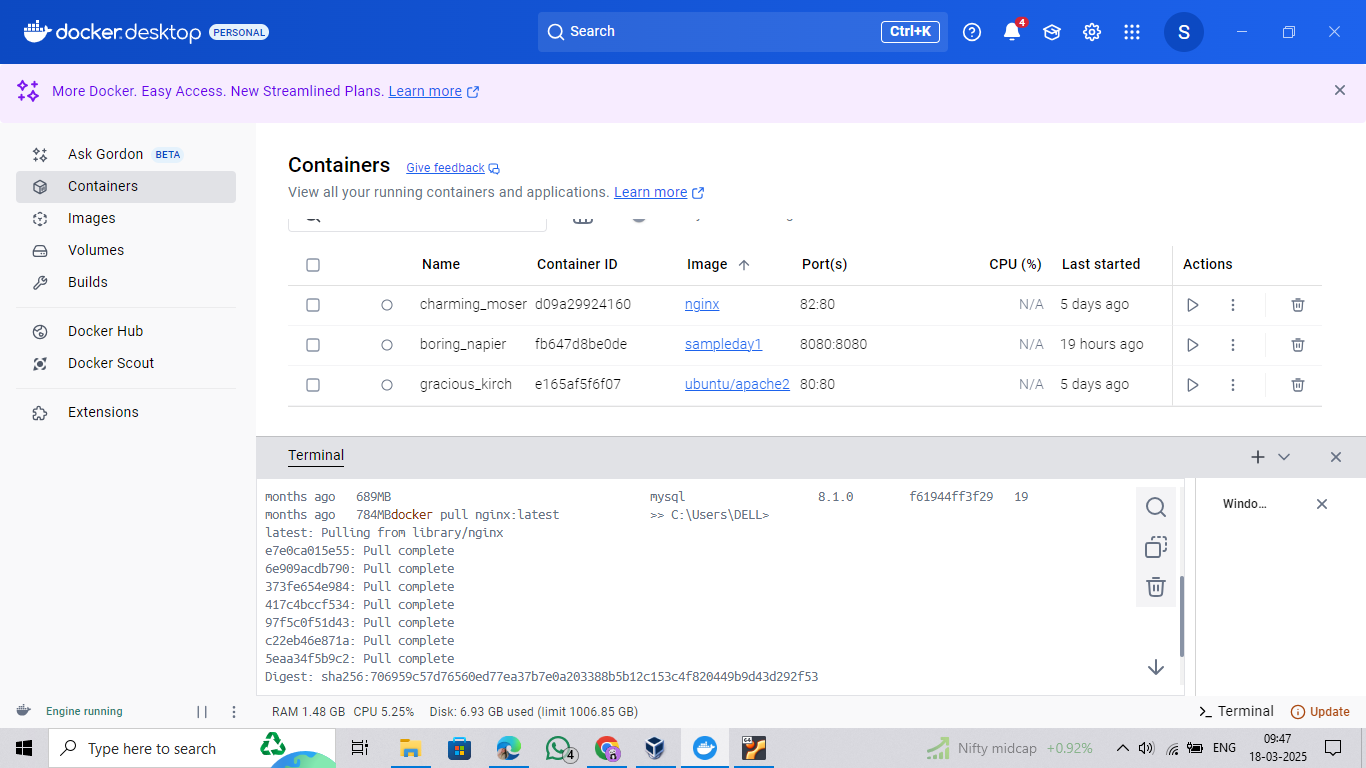 docker.desktop PERSONAL Search Ctrl+K 4 S
More Docker. Easy Access. New Streamlined Plans. Learn more
Ask Gordon BETA
Containers
Images
Volumes
Builds
Docker Hub
Docker Scout
Extensions
Containers Give feedback
View all your running containers and applications. Learn more
Name Container ID Image Port(s) CPU (%) Last started Actions
charming_moser d09a29924160 nginx 82:80 N/A 5 days ago
boring_napier fb647d8be0de sampleday1 8080:8080 N/A 19 hours ago
gracious_kirch e165af5f6f07 ubuntu/apache2 80:80 N/A 5 days ago
Terminal
months ago 689MB mysql 8.1.0 f61944ff3f29 19
months ago 784MBdocker pull nginx:latest >> C:\Users\DELL>
latest: Pulling from library/nginx
e7e0ca015e55: Pull complete
6e909acdb790: Pull complete
373fe654e984: Pull complete
417c4bccf534: Pull complete
97f5c0f51d43: Pull complete
c22eb46e871a: Pull complete
5eaa34f5b9c2: Pull complete
Digest: sha256:706959c57d76560ed77ea37b7e0a203388b5b12c153c4f820449b9d43d292f53
Windo...
Engine running RAM 1.48 GB CPU 5.25% Disk: 6.93 GB used (limit 1006.85 GB) Terminal Update
Type here to search 4 64 Nifty midcap +0.92% ENG 09:47
18-03-2025